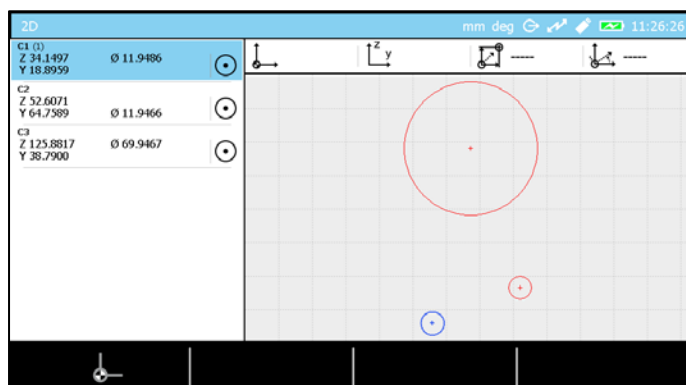 2D
mm deg 11:26:26
C1 (1)
Z 34.1497 Ø 11.9486
Y 18.8959
C2
Z 52.6071
Y 64.7589 Ø 11.9466
C3
Z 125.8817 Ø 69.9467
Y 38.7900
z
y
-----
-----